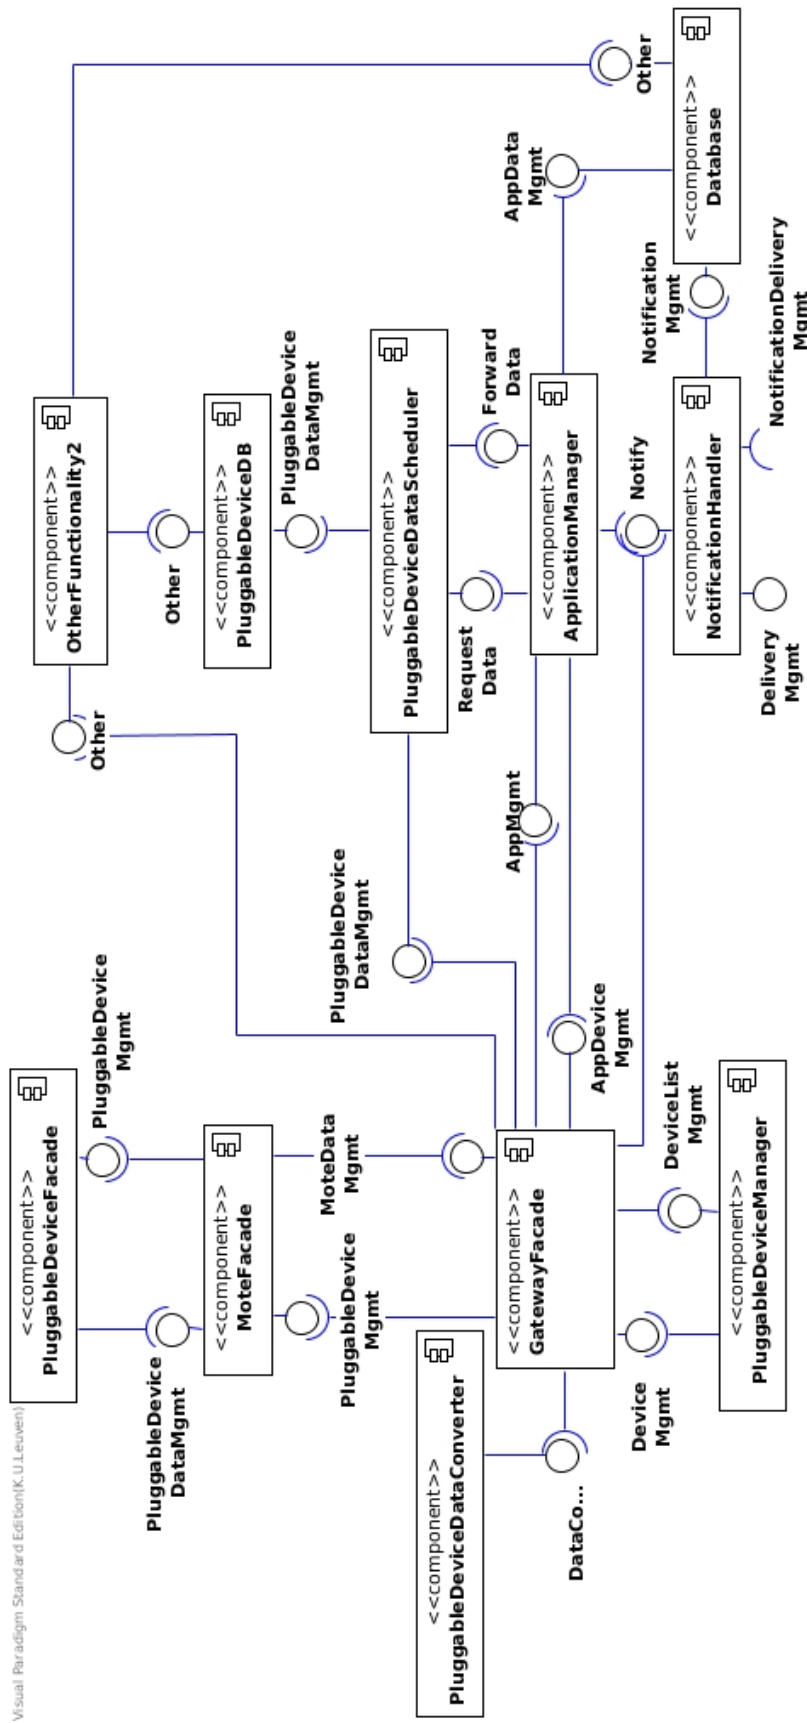 Visual Paradigm Standard Edition(K.U.Leuven)
<<component>>
PluggableDeviceFacade
PluggableDevice
Mgmt
PluggableDevice
DataMgmt
<<component>>
MoteFacade
MoteData
Mgmt
PluggableDevice
Mgmt
<<component>>
PluggableDeviceDataConverter
DataCo...
<<component>>
GatewayFacade
Device
Mgmt
DeviceList
Mgmt
<<component>>
PluggableDeviceManager
<<component>>
OtherFunctionality2
Other
Other
Other
<<component>>
PluggableDeviceDB
PluggableDevice
DataMgmt
<<component>>
PluggableDeviceDataScheduler
PluggableDevice
DataMgmt
Request
Data
Forward
Data
<<component>>
ApplicationManager
AppMgmt
AppDevice
Mgmt
AppData
Mgmt
Notify
<<component>>
NotificationHandler
Delivery
Mgmt
NotificationDelivery
Mgmt
Notification
Mgmt
<<component>>
Database